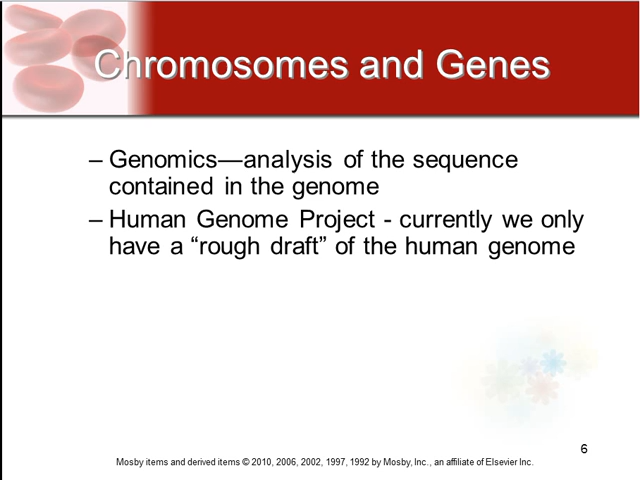 Chromosomes and Genes
– Genomics—analysis of the sequence
contained in the genome
– Human Genome Project - currently we only
have a “rough draft” of the human genome
6
Mosby items and derived items © 2010, 2006, 2002, 1997, 1992 by Mosby, Inc., an affiliate of Elsevier Inc.